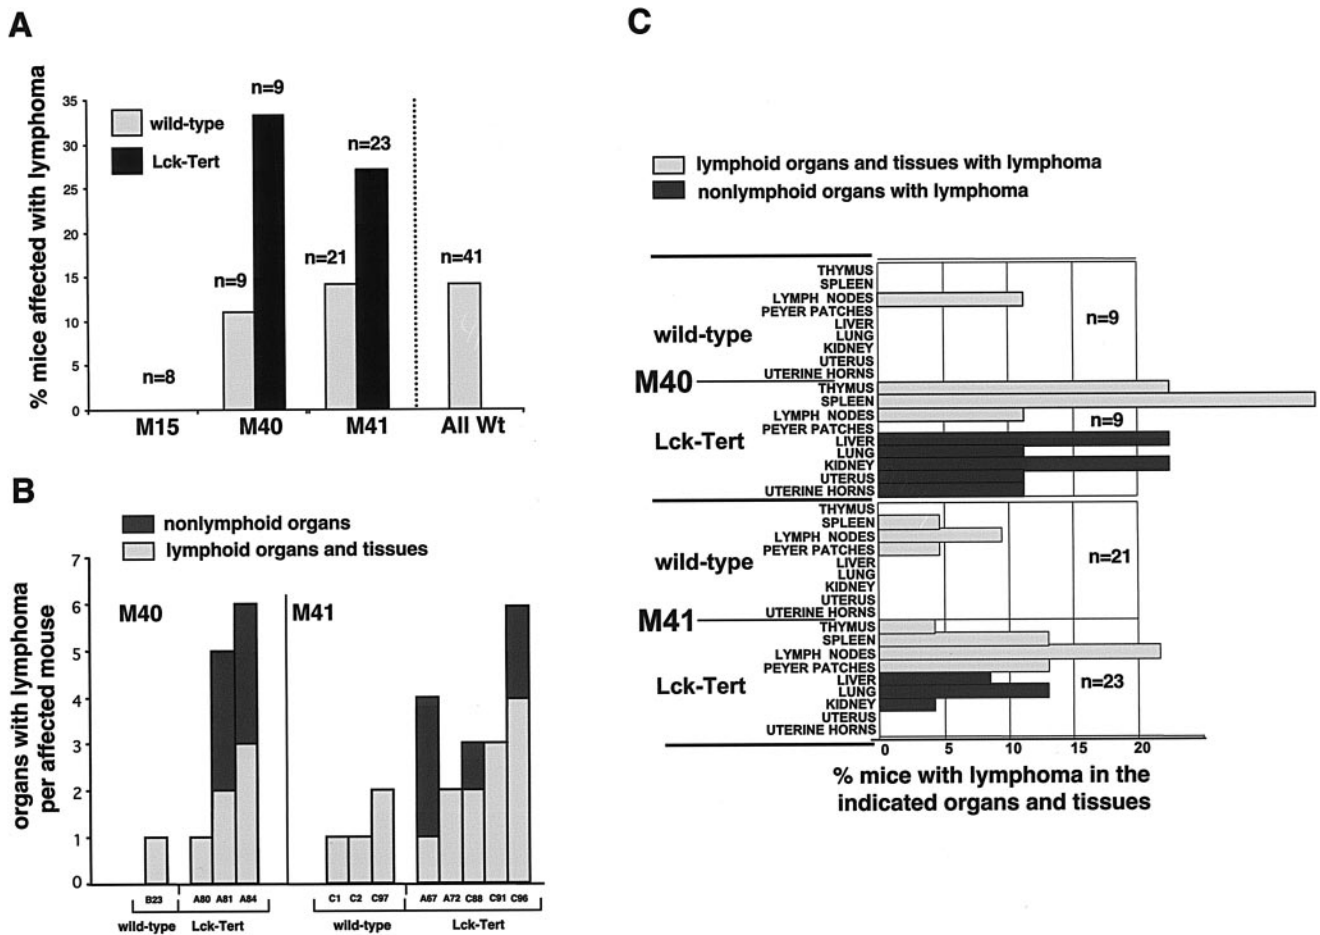 A
% mice affected with lymphoma
35
30
25
20
15
10
5
0
wild-type
Lck-Tert
n=8
n=9
n=9
n=21
n=23
n=41
M15 M40 M41 All Wt
B
nonlymphoid organs
lymphoid organs and tissues
organs with lymphoma
per affected mouse
7
6
5
4
3
2
1
0
M40
M41
B23 A80 A81 A84 C1 C2 C97 A67 A72 C88 C91 C96
wild-type Lck-Tert wild-type Lck-Tert
C
lymphoid organs and tissues with lymphoma
nonlymphoid organs with lymphoma
M40
wild-type
THYMUS
SPLEEN
LYMPH NODES
PEYER PATCHES
LIVER
LUNG
KIDNEY
UTERUS
UTERINE HORNS
n=9
Lck-Tert
THYMUS
SPLEEN
LYMPH NODES
PEYER PATCHES
LIVER
LUNG
KIDNEY
UTERUS
UTERINE HORNS
n=9
M41
wild-type
THYMUS
SPLEEN
LYMPH NODES
PEYER PATCHES
LIVER
LUNG
KIDNEY
UTERUS
UTERINE HORNS
n=21
Lck-Tert
THYMUS
SPLEEN
LYMPH NODES
PEYER PATCHES
LIVER
LUNG
KIDNEY
UTERUS
UTERINE HORNS
n=23
0 5 10 15 20
% mice with lymphoma in the
indicated organs and tissues